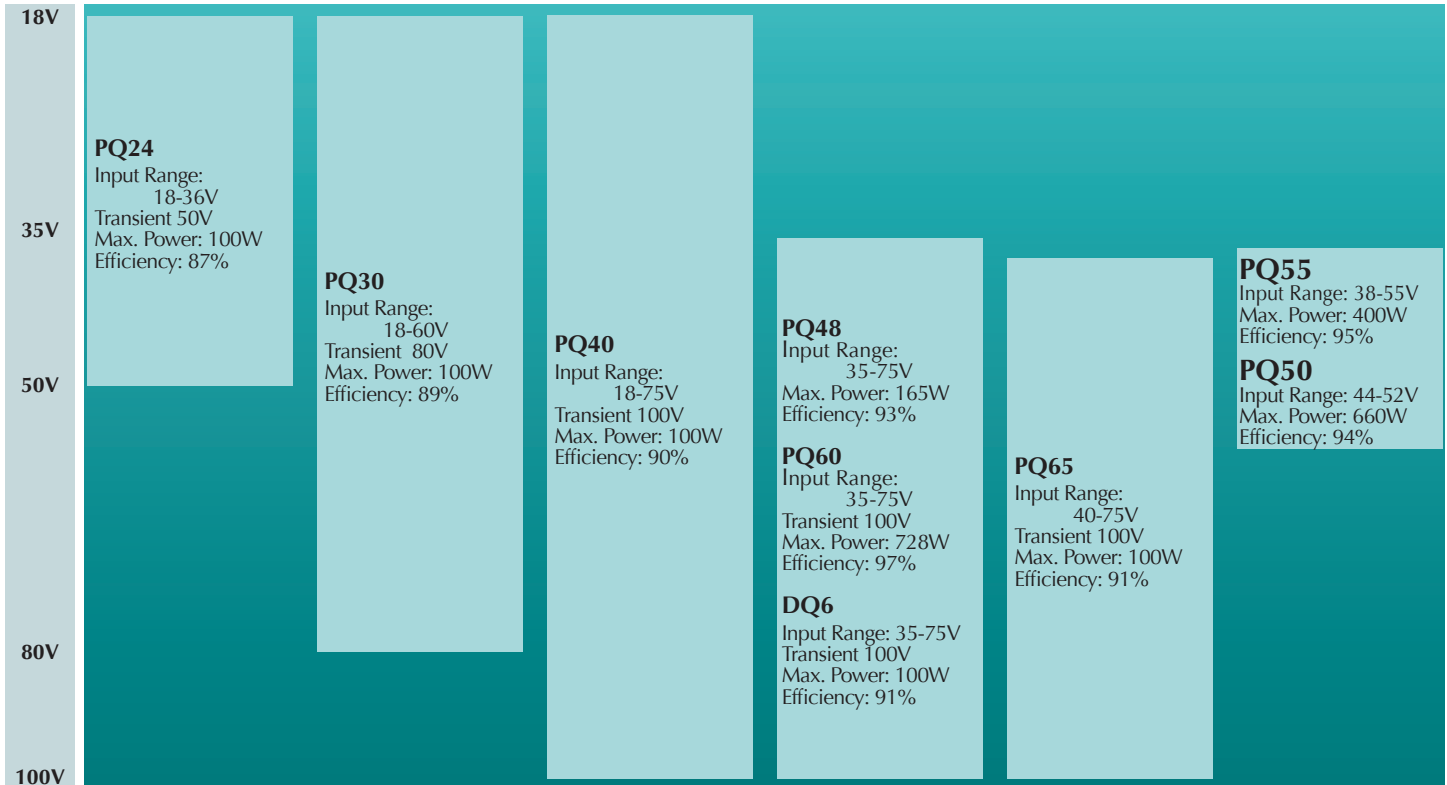 18V
35V
50V
80V
100V
PQ24
Input Range:
18-36V
Transient 50V
Max. Power: 100W
Efficiency: 87%
PQ30
Input Range:
18-60V
Transient 80V
Max. Power: 100W
Efficiency: 89%
PQ40
Input Range:
18-75V
Transient 100V
Max. Power: 100W
Efficiency: 90%
PQ48
Input Range:
35-75V
Max. Power: 165W
Efficiency: 93%
PQ60
Input Range:
35-75V
Transient 100V
Max. Power: 728W
Efficiency: 97%
DQ6
Input Range: 35-75V
Transient 100V
Max. Power: 100W
Efficiency: 91%
PQ65
Input Range:
40-75V
Transient 100V
Max. Power: 100W
Efficiency: 91%
PQ55
Input Range: 38-55V
Max. Power: 400W
Efficiency: 95%
PQ50
Input Range: 44-52V
Max. Power: 660W
Efficiency: 94%